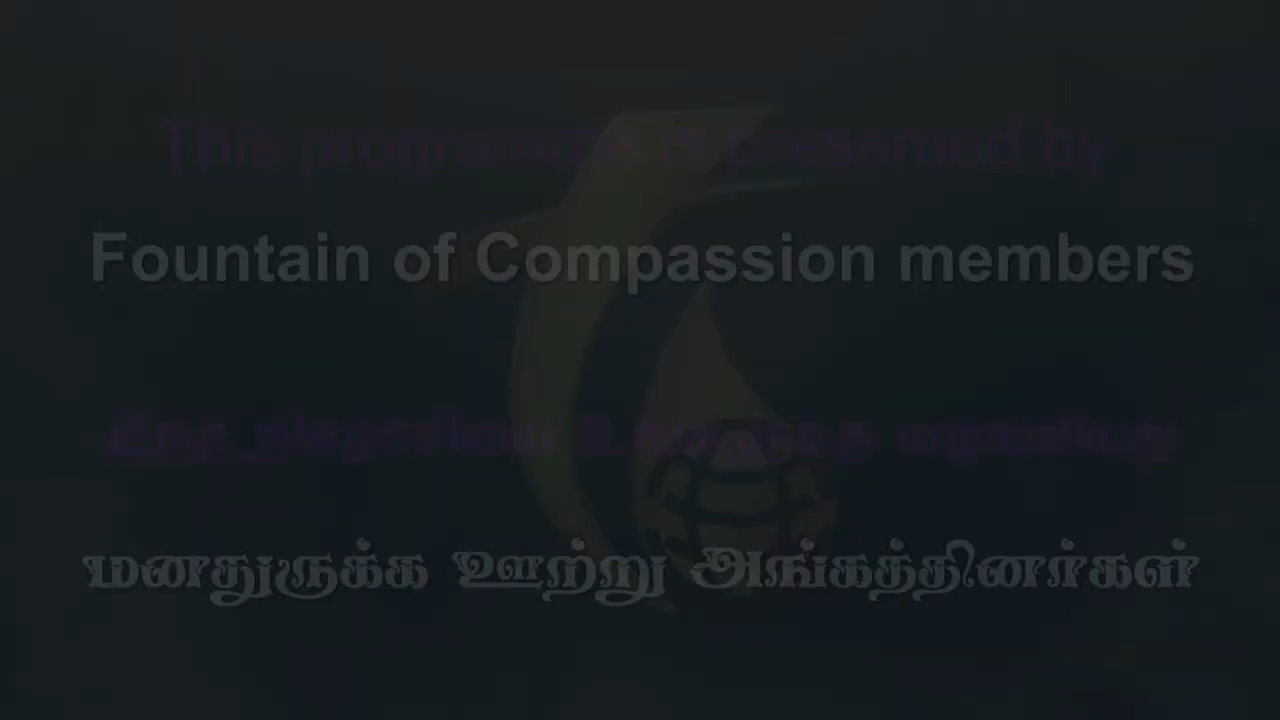 This programme is presented by
Fountain of Compassion members
மனதுருக்க ஊற்று அங்கத்தினர்கள்